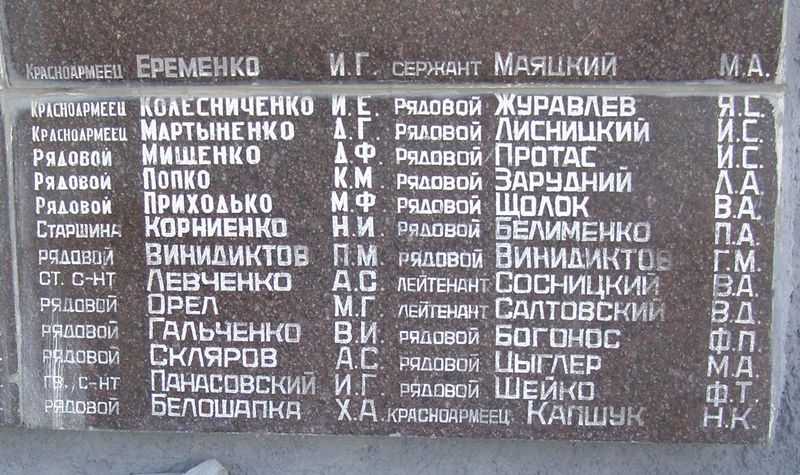 Красноармеец Еременко И.Г. сержант Маяцкий М.А.
Красноармеец Колесниченко И.Е. рядовой Журавлев Я.С.
Красноармеец Мартыненко Д.Г. рядовой Лисницкий И.С.
Рядовой Мищенко Д.Ф. рядовой Протас И.С.
Рядовой Попко К.М. рядовой Зарудний Л.А.
Рядовой Приходько М.Ф рядовой Щолок В.А.
Старшина Корниенко Н.И. рядовой Белименко П.А.
рядовой Винидиктов П.М. рядовой Винидиктов Г.М.
ст. с-нт Левченко А.С. лейтенант Сосницкий В.А.
рядовой Орел М.Г лейтенант Салтовский В.Д.
рядовой Гальченко В.И. рядовой Богонос Ф.П.
рядовой Скляров А.С рядовой Цыглер М.А.
гв. с-нт Панасовский И.Г. рядовой Шейко Ф.Т.
рядовой Белошапка Х.А. красноармеец Капшук Н.К.